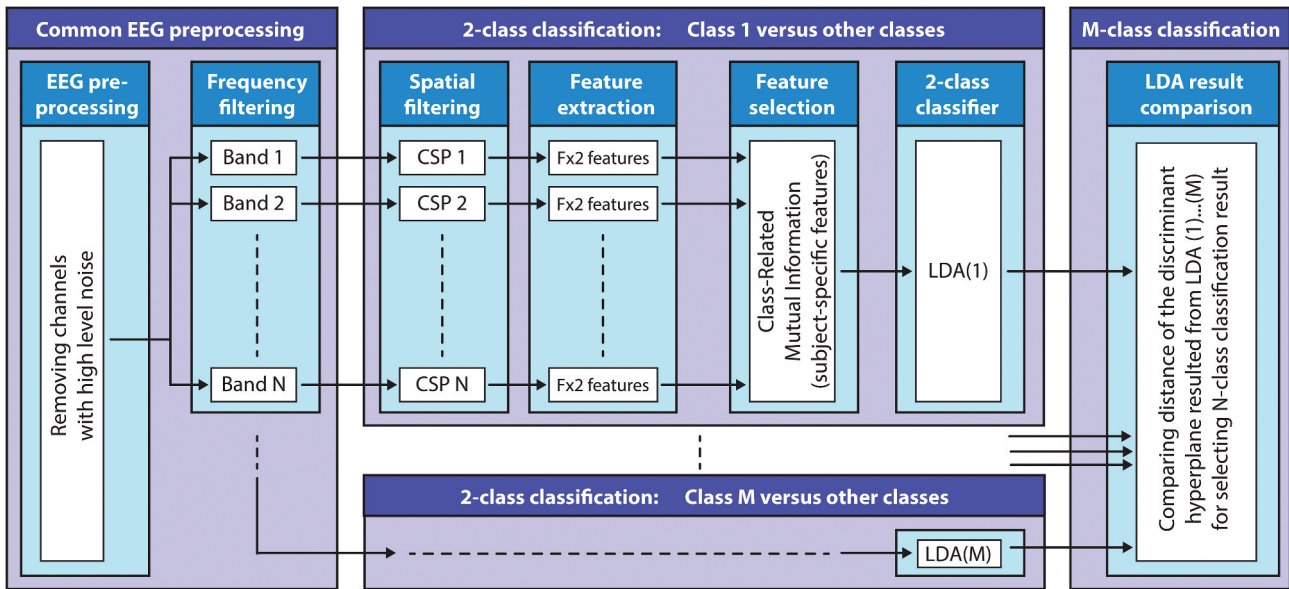 Common EEG preprocessing
2-class classification: Class 1 versus other classes
M-class classification
EEG pre-
processing
Frequency
filtering
Spatial
filtering
Feature
extraction
Feature
selection
2-class
classifier
LDA result
comparison
Removing channels
with high level noise
Band 1
Band 2
Band N
CSP 1
CSP 2
CSP N
Fx2 features
Fx2 features
Fx2 features
Class-Related
Mutual Information
(subject-specific features)
LDA(1)
Comparing distance of the discriminant
hyperplane resulted from LDA (1)...(M)
for selecting N-class classification result
2-class classification: Class M versus other classes
LDA(M)